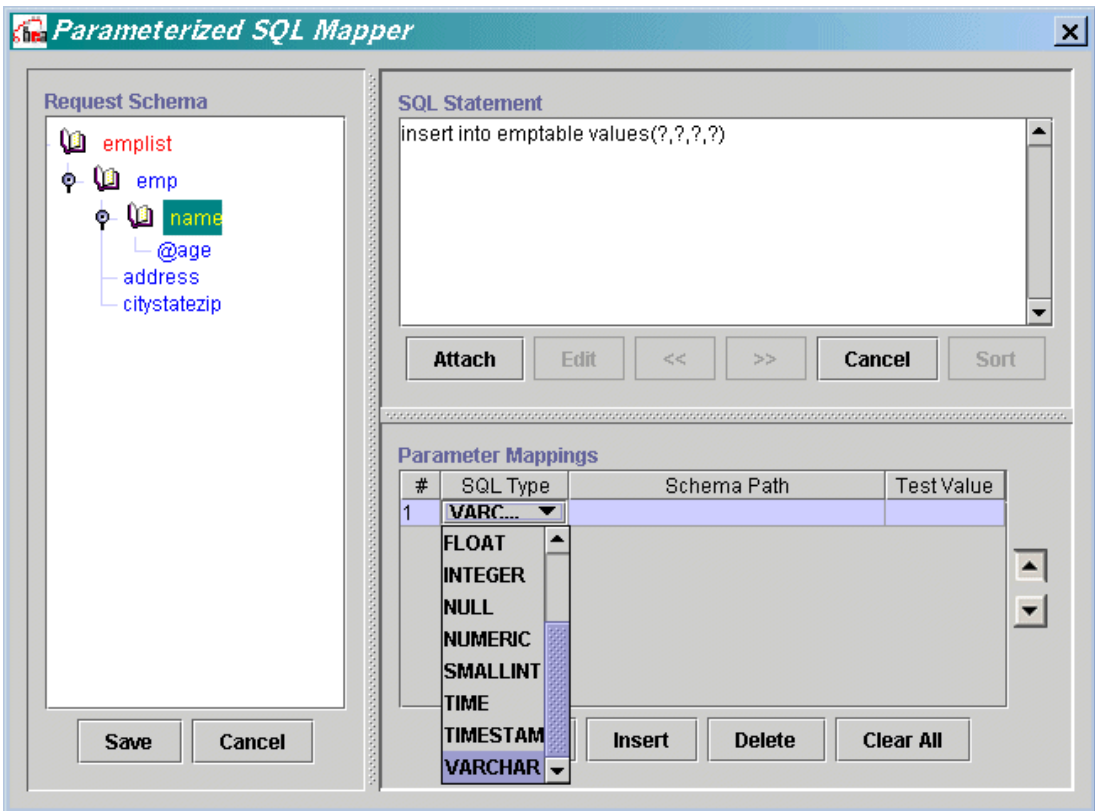 Parameterized SQL Mapper
Request Schema
emplist
emp
name
@age
address
citystatezip
Save
Cancel
SQL Statement
insert into emptable values(?,?,?,?)
Attach
Edit
<<
>>
Cancel
Sort
Parameter Mappings
# SQL Type Schema Path Test Value
1 VARC...
FLOAT
INTEGER
NULL
NUMERIC
SMALLINT
TIME
TIMESTAM
VARCHAR
Insert
Delete
Clear All